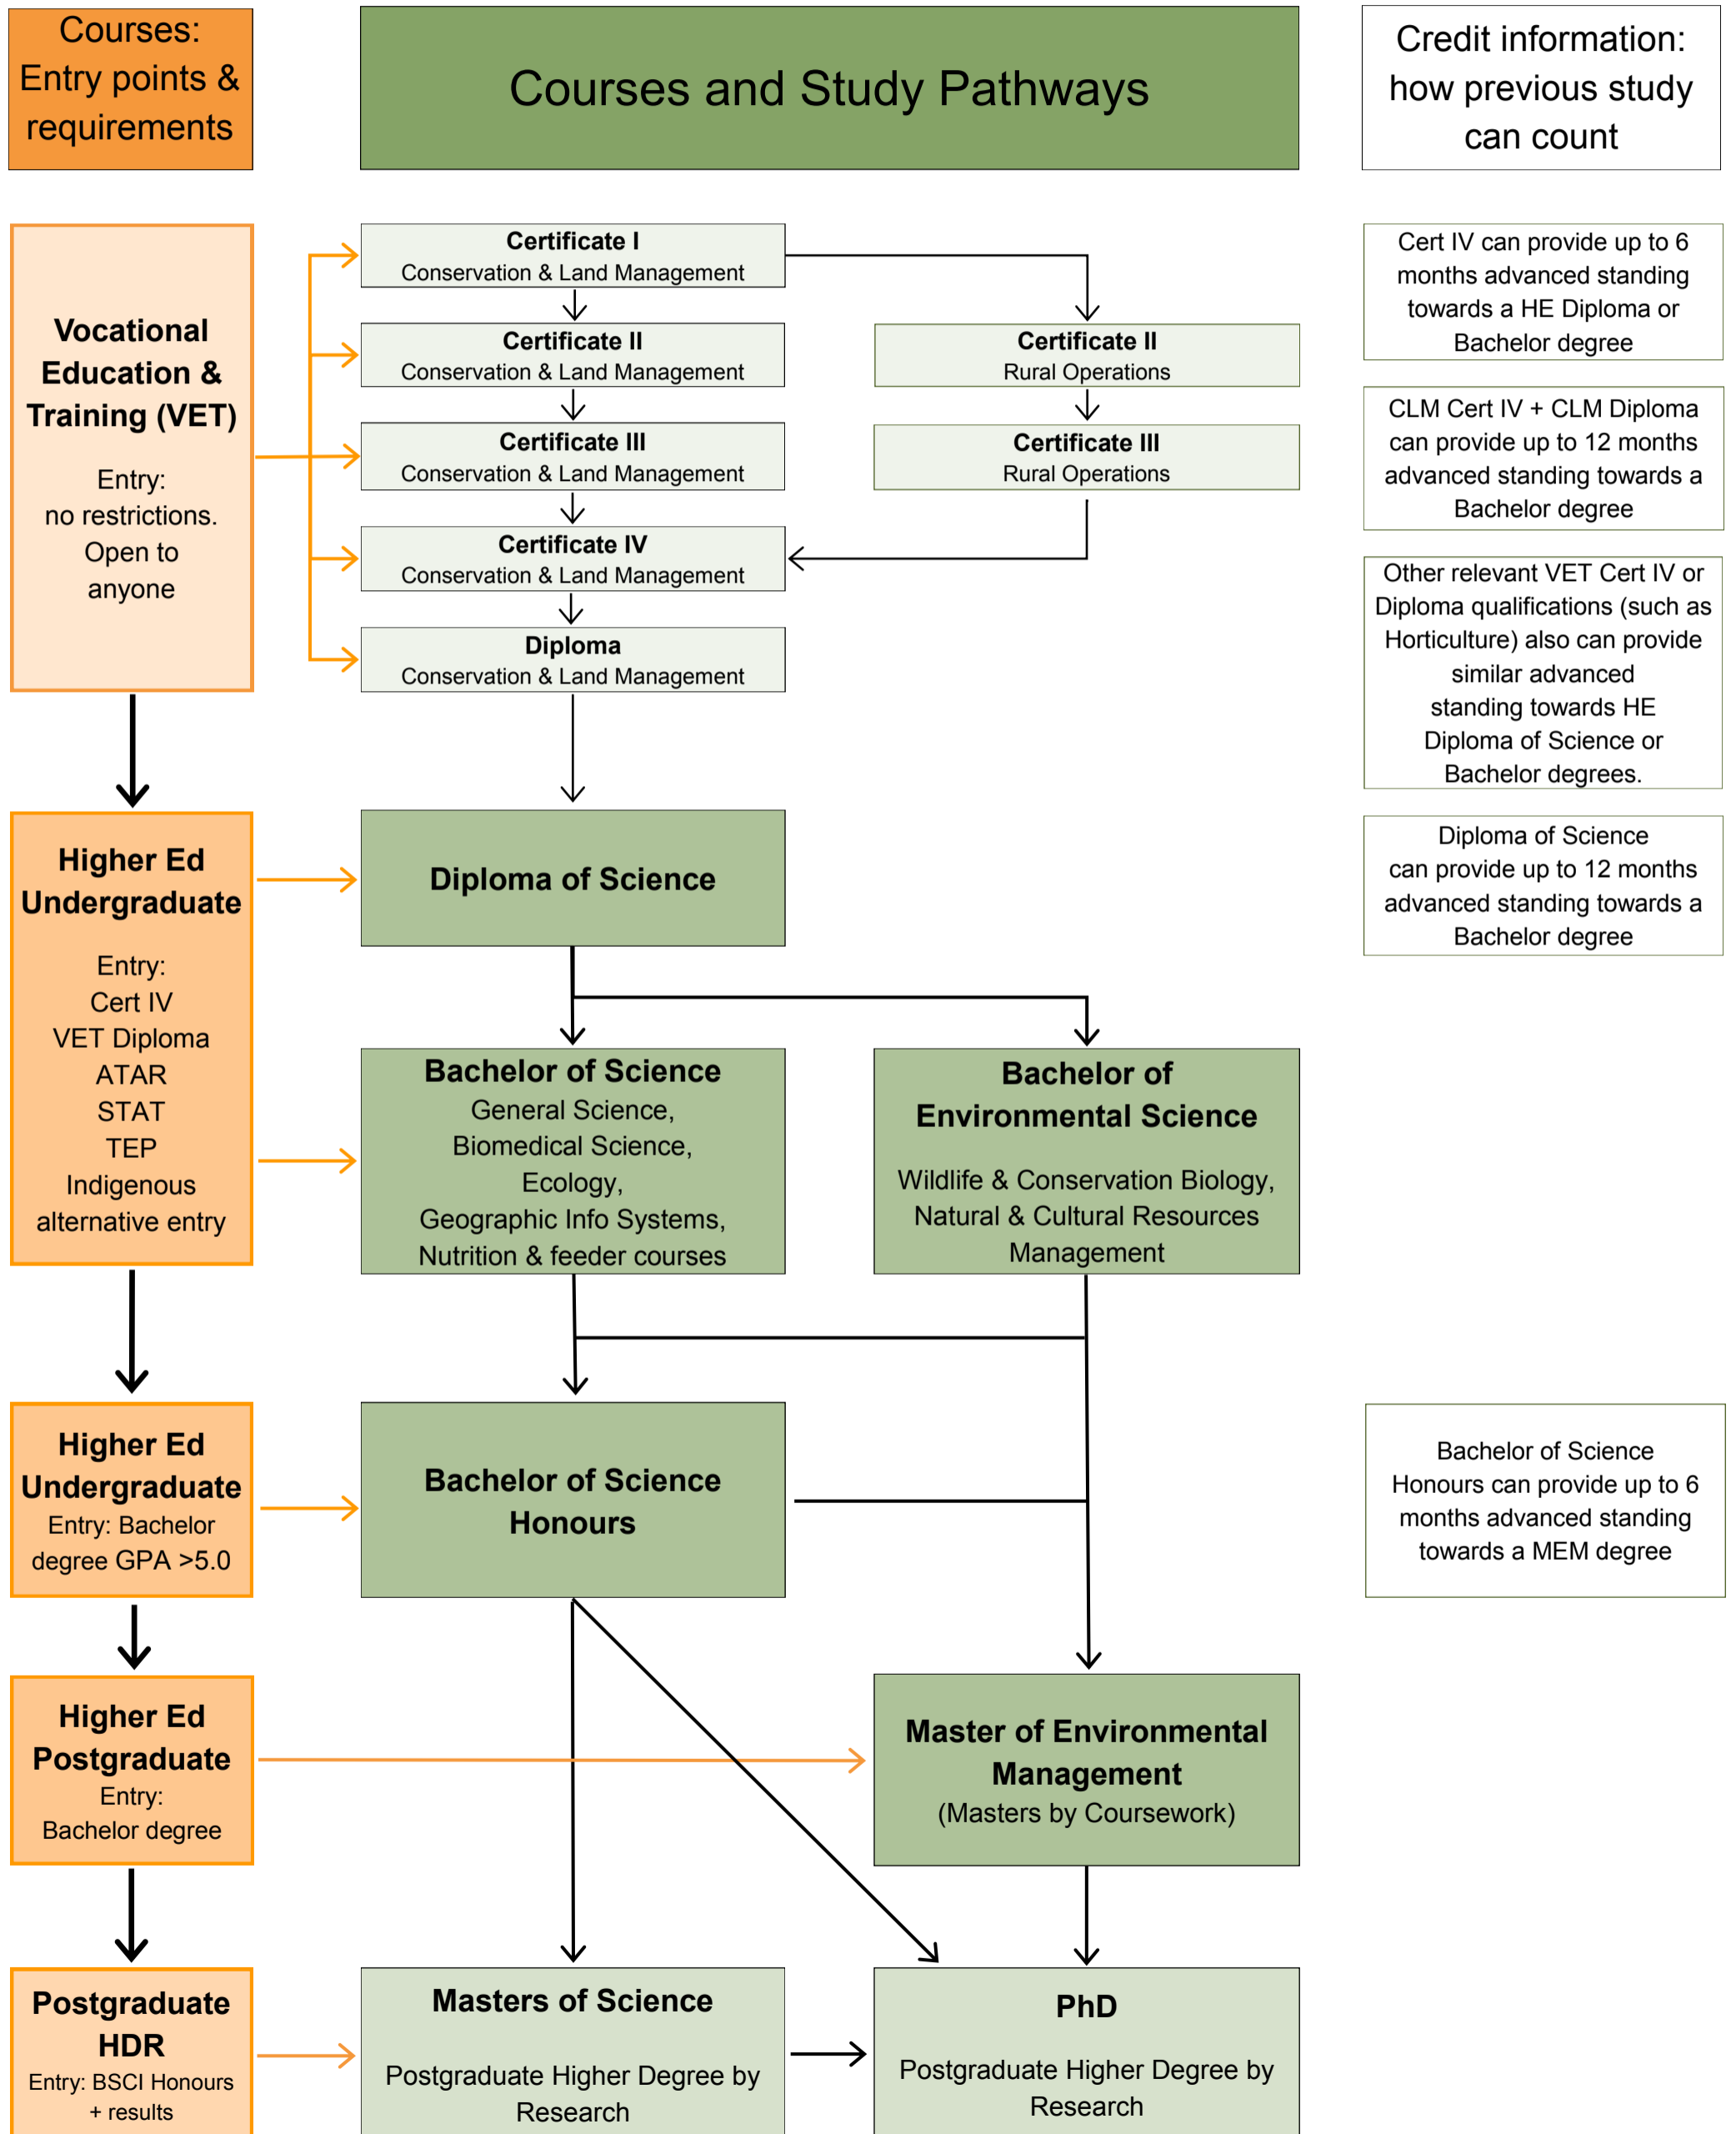 Courses:
Entry points &
requirements
Courses and Study Pathways
Credit information:
how previous study
can count
Vocational
Education &
Training (VET)
Entry:
no restrictions.
Open to
anyone
Certificate I
Conservation & Land Management
Certificate II
Conservation & Land Management
Certificate II
Rural Operations
Certificate III
Conservation & Land Management
Certificate III
Rural Operations
Certificate IV
Conservation & Land Management
Diploma
Conservation & Land Management
Cert IV can provide up to 6
months advanced standing
towards a HE Diploma or
Bachelor degree
CLM Cert IV + CLM Diploma
can provide up to 12 months
advanced standing towards a
Bachelor degree
Other relevant VET Cert IV or
Diploma qualifications (such as
Horticulture) also can provide
similar advanced
standing towards HE
Diploma of Science or
Bachelor degrees.
Higher Ed
Undergraduate
Entry:
Cert IV
VET Diploma
ATAR
STAT
TEP
Indigenous
alternative entry
Diploma of Science
Diploma of Science
can provide up to 12 months
advanced standing towards a
Bachelor degree
Bachelor of Science
General Science,
Biomedical Science,
Ecology,
Geographic Info Systems,
Nutrition & feeder courses
Bachelor of
Environmental Science
Wildlife & Conservation Biology,
Natural & Cultural Resources
Management
Higher Ed
Undergraduate
Entry: Bachelor
degree GPA >5.0
Bachelor of Science
Honours
Bachelor of Science
Honours can provide up to 6
months advanced standing
towards a MEM degree
Higher Ed
Postgraduate
Entry:
Bachelor degree
Master of Environmental
Management
(Masters by Coursework)
Postgraduate
HDR
Entry: BSCI Honours
+ results
Masters of Science
Postgraduate Higher Degree by
Research
PhD
Postgraduate Higher Degree by
Research